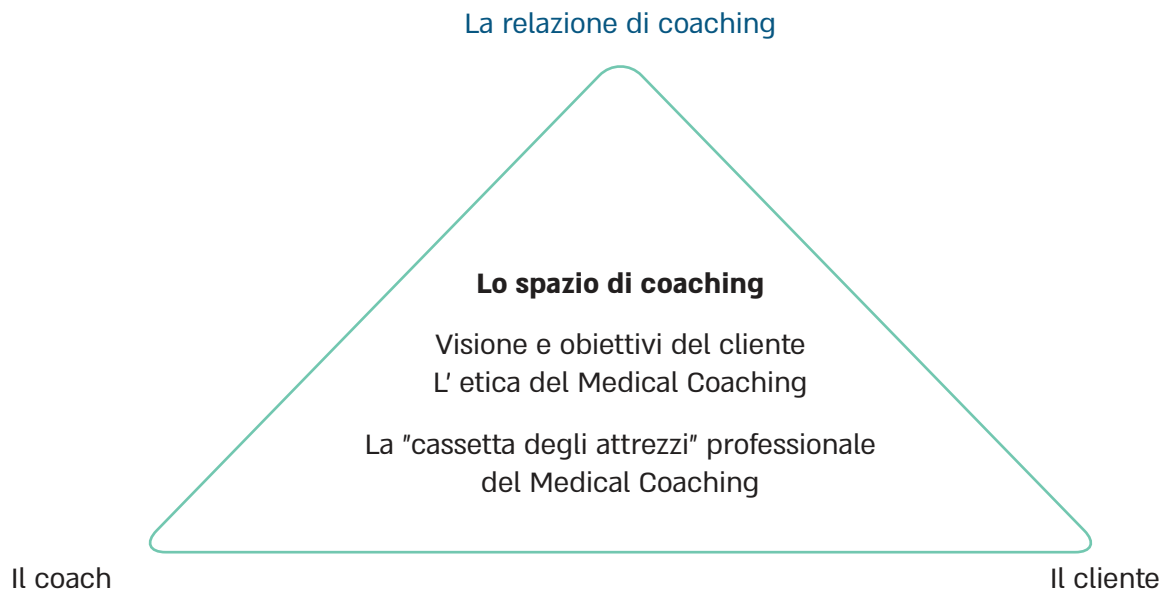 La relazione di coaching
Lo spazio di coaching
Visione e obiettivi del cliente
L' etica del Medical Coaching
La "cassetta degli attrezzi" professionale
del Medical Coaching
Il coach
Il cliente